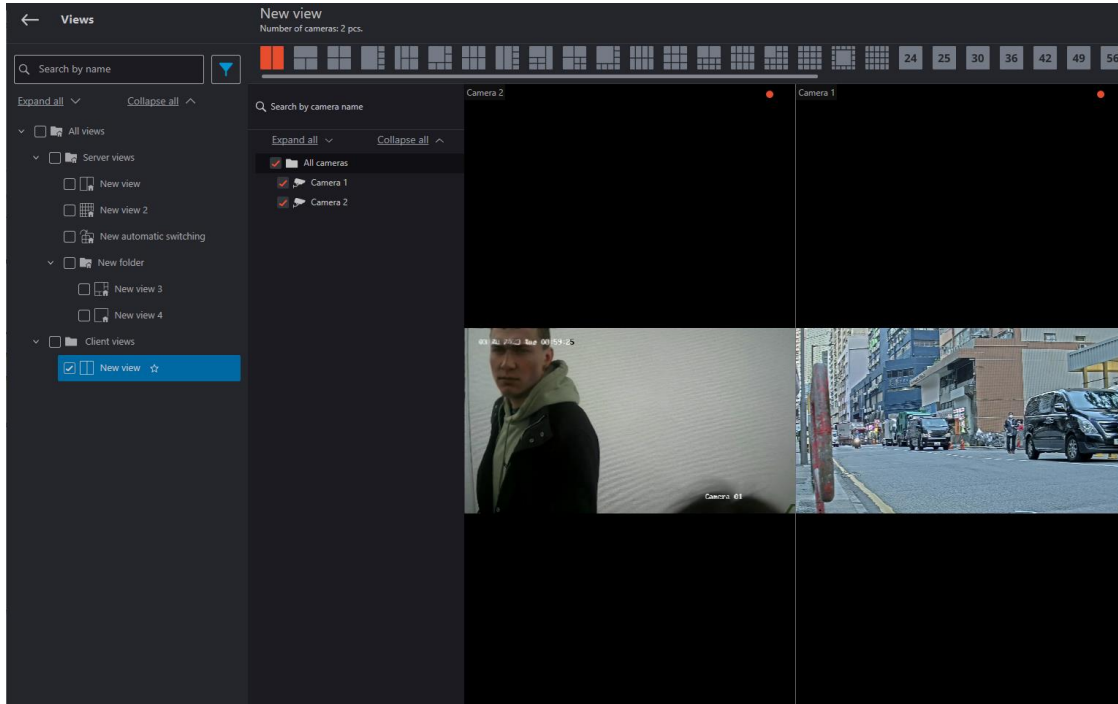 Views
Search by name
Expand all
Collapse all
All views
Server views
New view
New view 2
New automatic switching
New folder
New view 3
New view 4
Client views
New view
New view
Number of cameras: 2 pcs.
24 25 30 36 42 49 56
Search by camera name
Expand all
Collapse all
All cameras
Camera 1
Camera 2
Camera 2
Camera 01
Camera 1